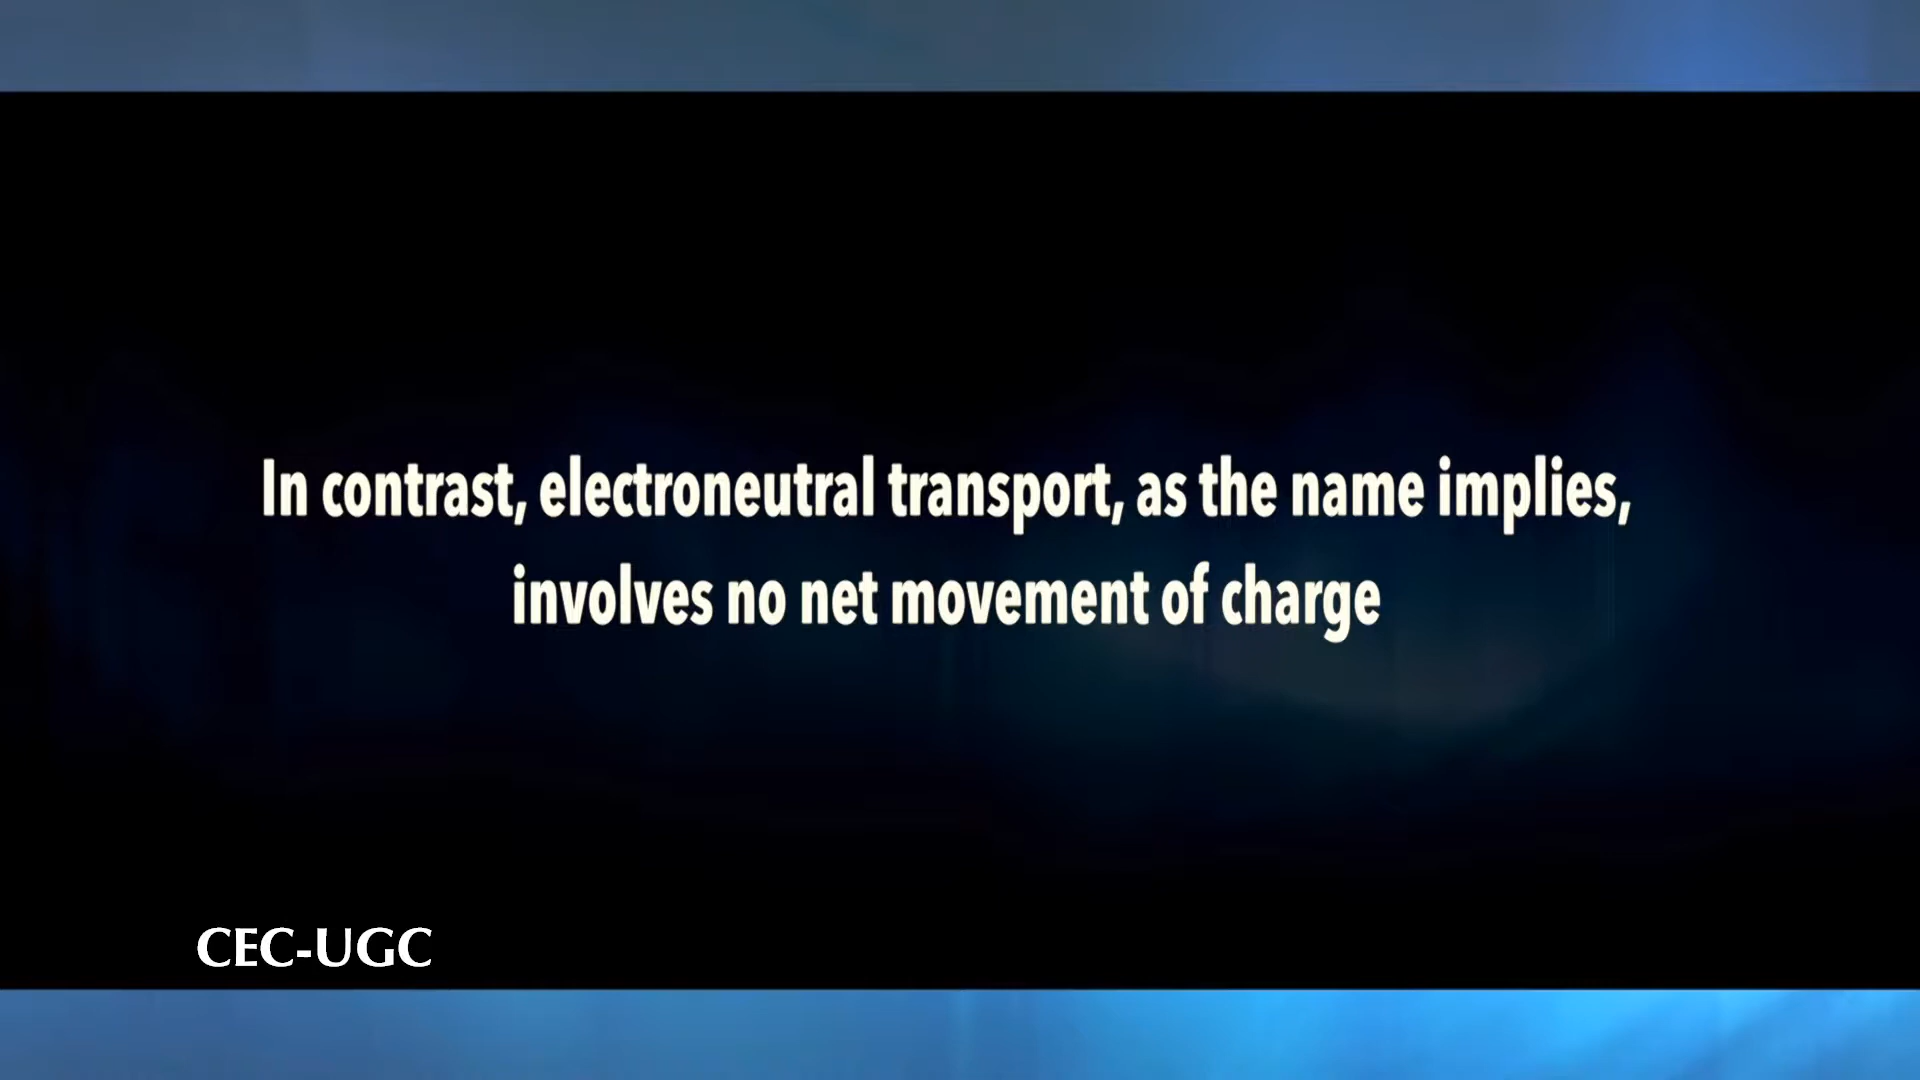 In contrast, electroneutral transport, as the name implies,
involves no net movement of charge
CEC-UGC